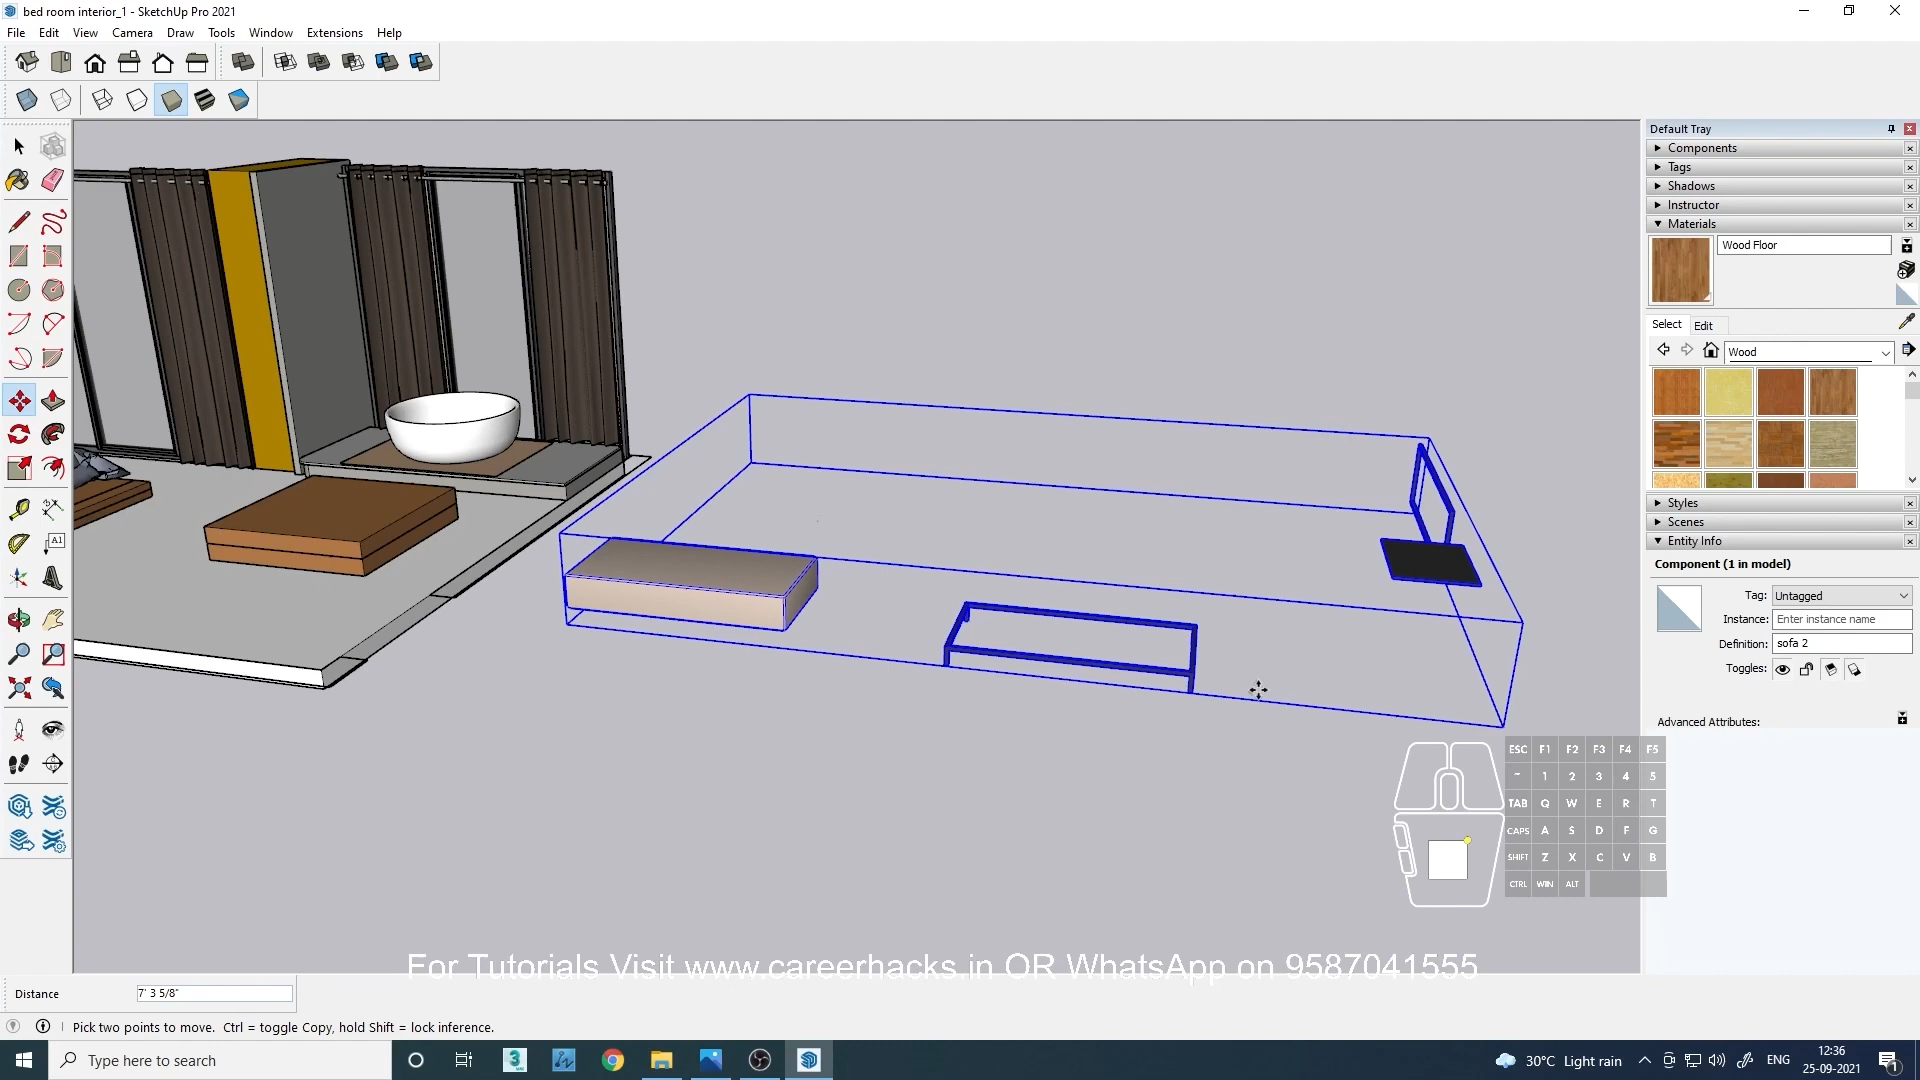 bed room interior_1 - SketchUp Pro 2021
File Edit View Camera Draw Tools Window Extensions Help
Default Tray
Components
Tags
Shadows
Instructor
Materials
Wood Floor
Select Edit
Wood
Styles
Scenes
Entity Info
Component (1 in model)
Tag: Untagged
Instance: Enter instance name
Definition: sofa 2
Toggles:
Advanced Attributes:
ESC F1 F2 F3 F4 F5
~ 1 2 3 4 5
TAB Q W E R T
CAPS A S D F G
SHIFT Z X C V B
CTRL WIN ALT
A1
For Tutorials Visit www.careerhacks.in OR WhatsApp on 9587041555
Distance 7' 3 5/8"
Pick two points to move. Ctrl = toggle Copy, hold Shift = lock inference.
Type here to search
30°C Light rain
ENG
12:36
25-09-2021
1